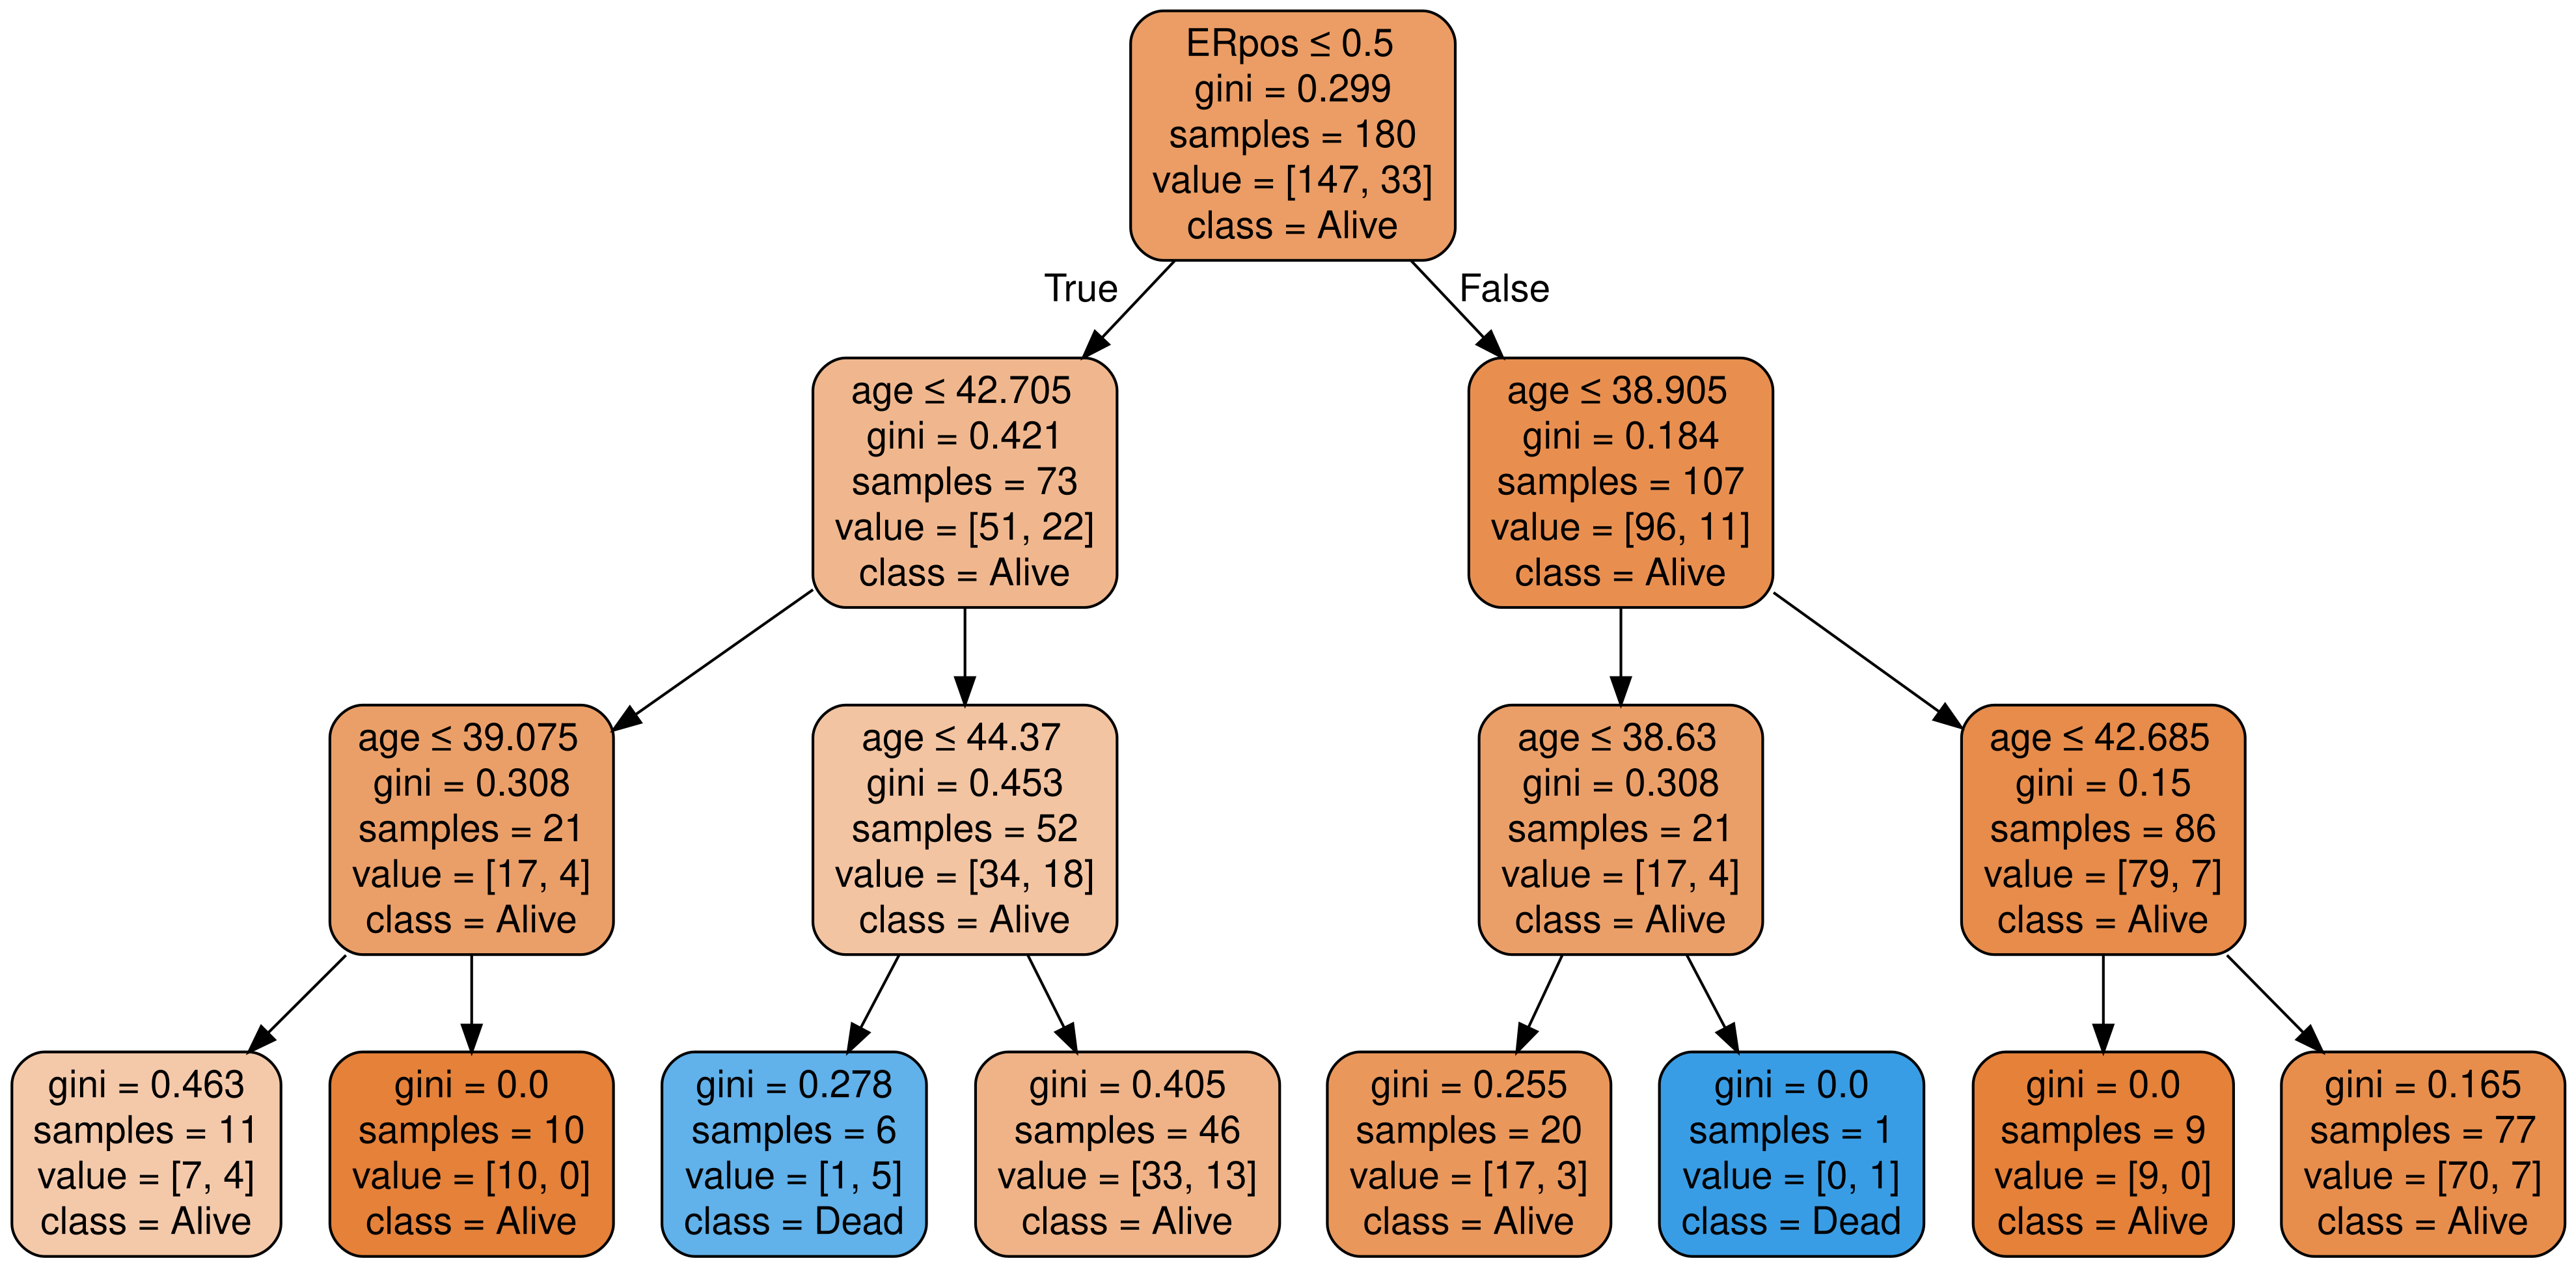 ERpos ≤ 0.5
gini = 0.299
samples = 180
value = [147, 33]
class = Alive
True
False
age ≤ 42.705
gini = 0.421
samples = 73
value = [51, 22]
class = Alive
age ≤ 38.905
gini = 0.184
samples = 107
value = [96, 11]
class = Alive
age ≤ 39.075
gini = 0.308
samples = 21
value = [17, 4]
class = Alive
age ≤ 44.37
gini = 0.453
samples = 52
value = [34, 18]
class = Alive
age ≤ 38.63
gini = 0.308
samples = 21
value = [17, 4]
class = Alive
age ≤ 42.685
gini = 0.15
samples = 86
value = [79, 7]
class = Alive
gini = 0.463
samples = 11
value = [7, 4]
class = Alive
gini = 0.0
samples = 10
value = [10, 0]
class = Alive
gini = 0.278
samples = 6
value = [1, 5]
class = Dead
gini = 0.405
samples = 46
value = [33, 13]
class = Alive
gini = 0.255
samples = 20
value = [17, 3]
class = Alive
gini = 0.0
samples = 1
value = [0, 1]
class = Dead
gini = 0.0
samples = 9
value = [9, 0]
class = Alive
gini = 0.165
samples = 77
value = [70, 7]
class = Alive